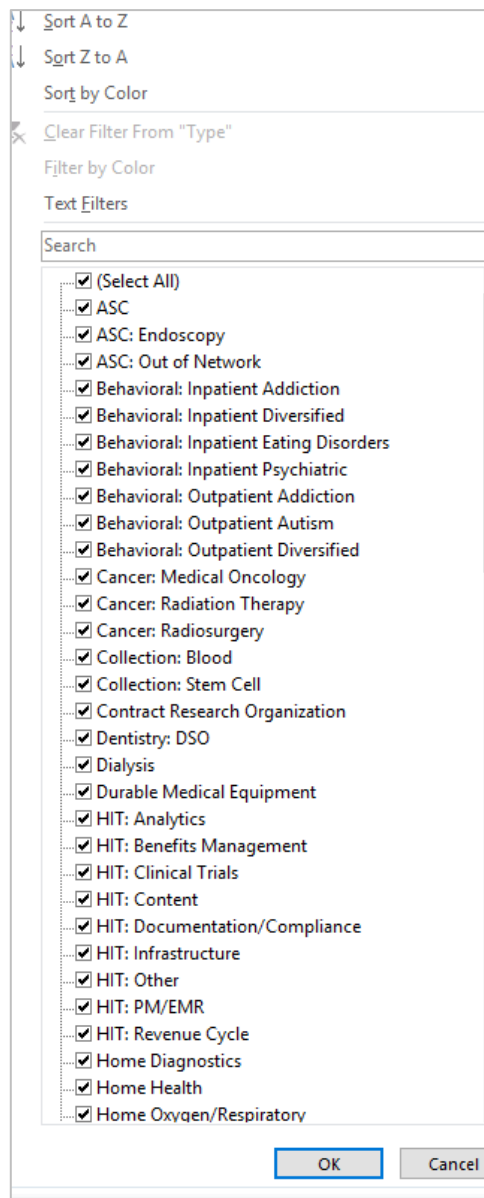 Sort A to Z
Sort Z to A
Sort by Color
Clear Filter From "Type"
Filter by Color
Text Filters
Search
(Select All)
ASC
ASC: Endoscopy
ASC: Out of Network
Behavioral: Inpatient Addiction
Behavioral: Inpatient Diversified
Behavioral: Inpatient Eating Disorders
Behavioral: Inpatient Psychiatric
Behavioral: Outpatient Addiction
Behavioral: Outpatient Autism
Behavioral: Outpatient Diversified
Cancer: Medical Oncology
Cancer: Radiation Therapy
Cancer: Radiosurgery
Collection: Blood
Collection: Stem Cell
Contract Research Organization
Dentistry: DSO
Dialysis
Durable Medical Equipment
HIT: Analytics
HIT: Benefits Management
HIT: Clinical Trials
HIT: Content
HIT: Documentation/Compliance
HIT: Infrastructure
HIT: Other
HIT: PM/EMR
HIT: Revenue Cycle
Home Diagnostics
Home Health
Home Oxygen/Respiratory
OK Cancel